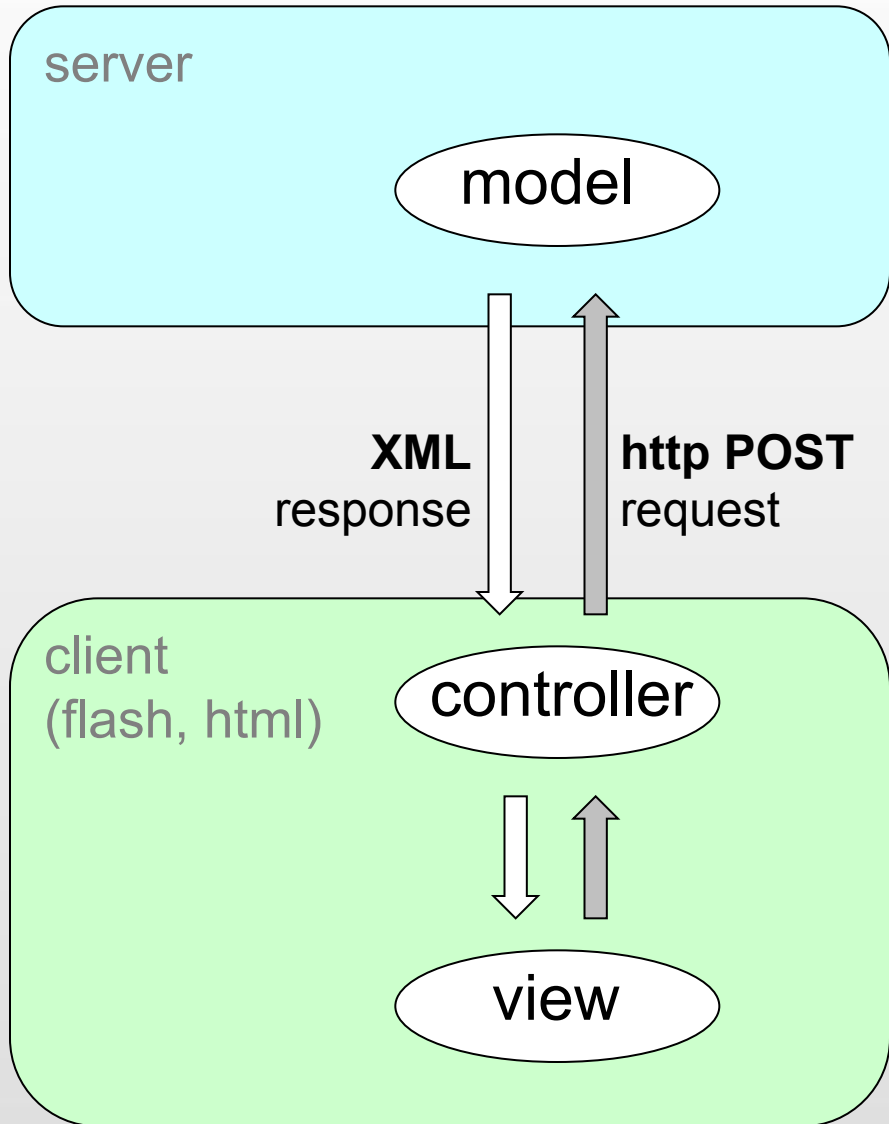 server
model
XML
response
http POST
request
client
(flash, html)
controller
view